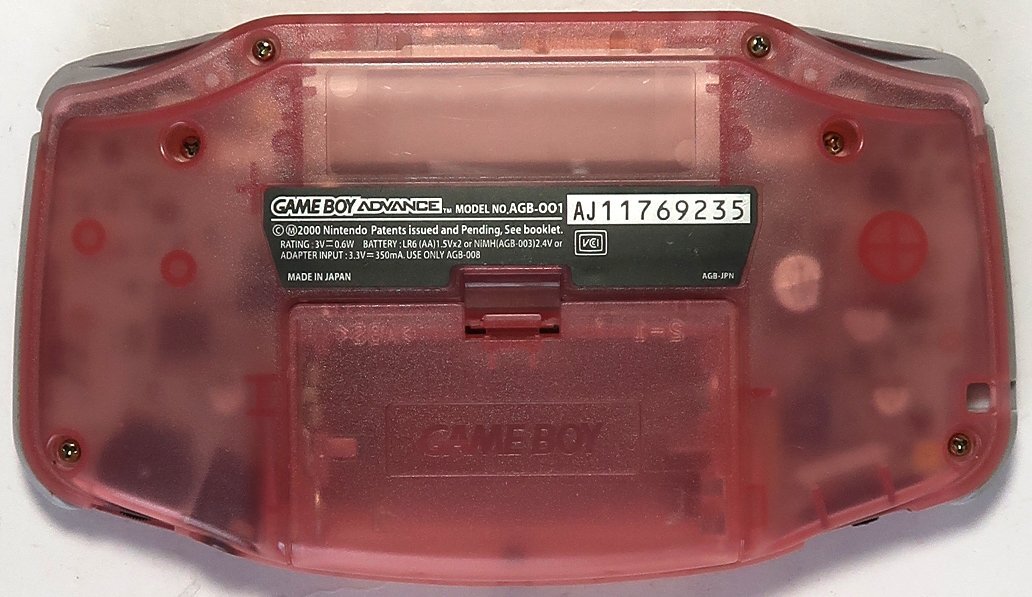 GAME BOY ADVANCE™ MODEL NO.AGB-001 AJ11769235
©Ⓜ2000 Nintendo Patents issued and Pending, See booklet.
RATING : 3V⎓0.6W BATTERY : LR6 (AA)1.5V×2 or NiMH(AGB-003)2.4V or
ADAPTER INPUT : 3.3V⎓350mA. USE ONLY AGB-008
VCI
MADE IN JAPAN AGB-JPN
GAME BOY